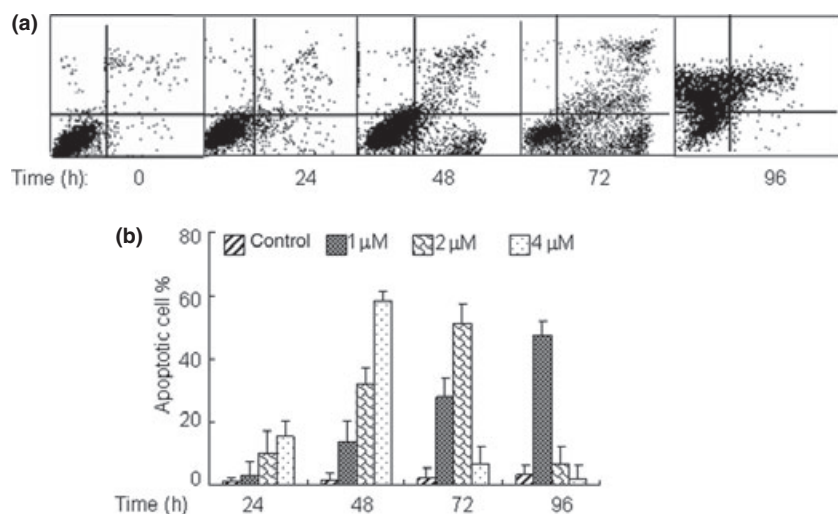 (a)
Time (h): 0 24 48 72 96
(b)
80
Control 1 μM 2 μM 4 μM
60
Apoptotic cell %
40
20
0
Time (h) 24 48 72 96